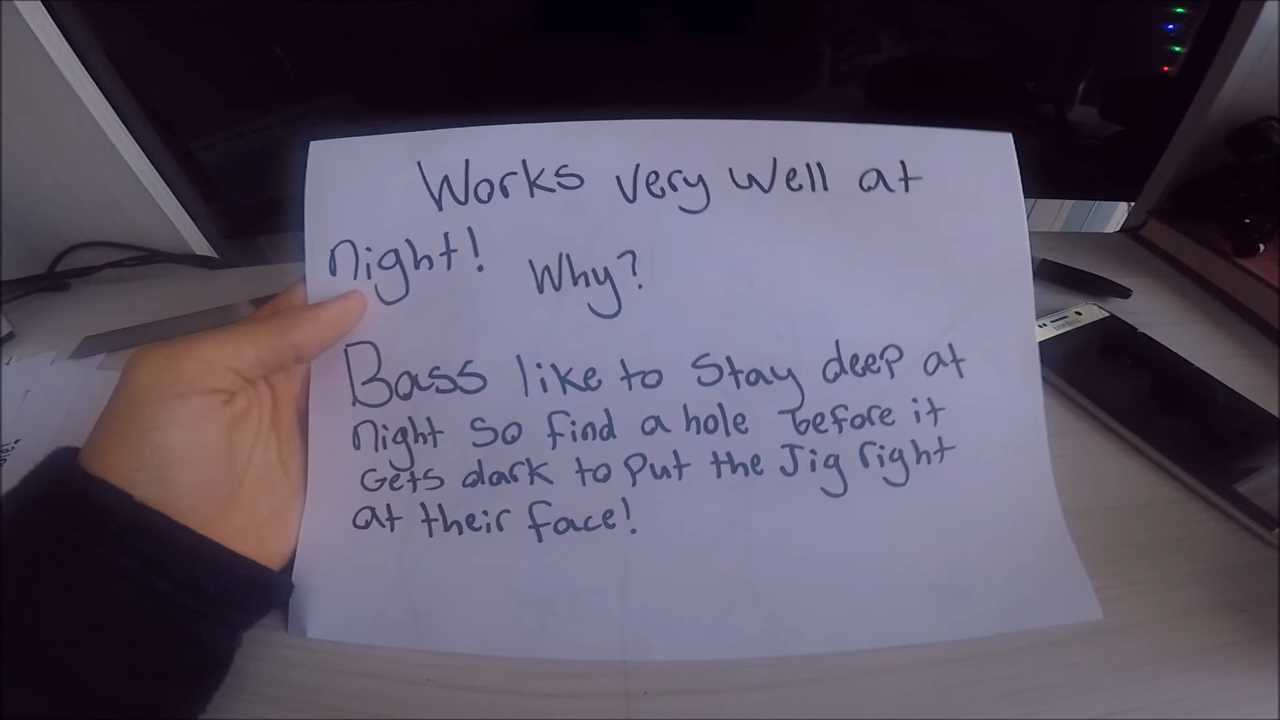 Works very well at
night! Why?
Bass like to stay deep at
night so find a hole before it
Gets dark to put the Jig right
at their face!